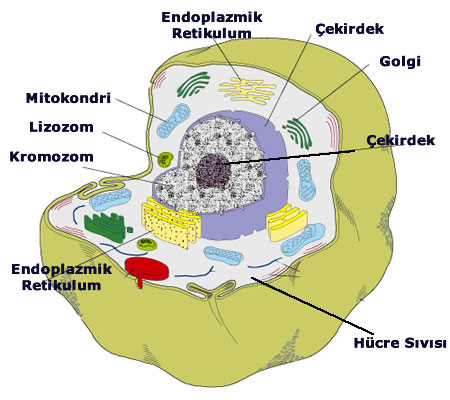 Endoplazmik
Retikulum
Çekirdek
Golgi
Mitokondri
Lizozom
Kromozom
Çekirdek
Endoplazmik
Retikulum
Hücre Sıvısı